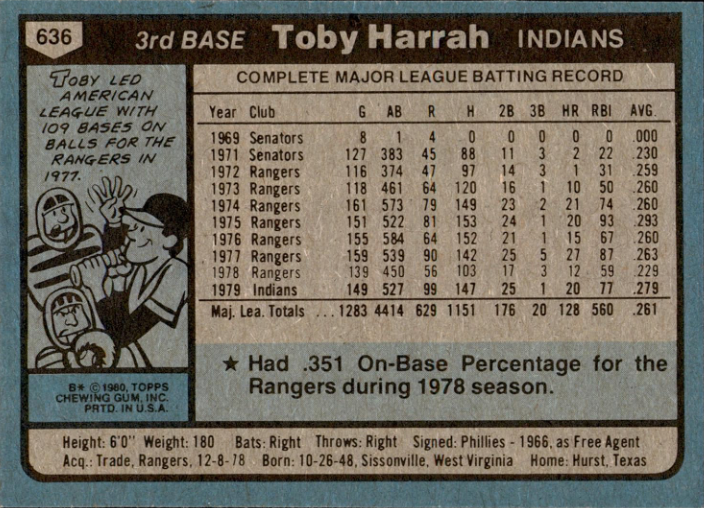 636 3rd BASE Toby Harrah INDIANS
TOBY LED
AMERICAN
LEAGUE WITH
109 BASES ON
BALLS FOR THE
RANGERS IN
1977.
B* © 1980, TOPPS
CHEWING GUM, INC.
PRTD. IN U.S.A.
COMPLETE MAJOR LEAGUE BATTING RECORD
Year Club G AB R H 2B 3B HR RBI AVG.
1969 Senators 8 1 4 0 0 0 0 0 .000
1971 Senators 127 383 45 88 11 3 2 22 .230
1972 Rangers 116 374 47 97 14 3 1 31 .259
1973 Rangers 118 461 64 120 16 1 10 50 .260
1974 Rangers 161 573 79 149 23 2 21 74 .260
1975 Rangers 151 522 81 153 24 1 20 93 .293
1976 Rangers 155 584 64 152 21 1 15 67 .260
1977 Rangers 159 539 90 142 25 5 27 87 .263
1978 Rangers 139 450 56 103 17 3 12 59 .229
1979 Indians 149 527 99 147 25 1 20 77 .279
Maj. Lea. Totals ... 1283 4414 629 1151 176 20 128 560 .261
★ Had .351 On-Base Percentage for the
Rangers during 1978 season.
Height: 6'0" Weight: 180 Bats: Right Throws: Right Signed: Phillies - 1966, as Free Agent
Acq.: Trade, Rangers, 12-8-78 Born: 10-26-48, Sissonville, West Virginia Home: Hurst, Texas